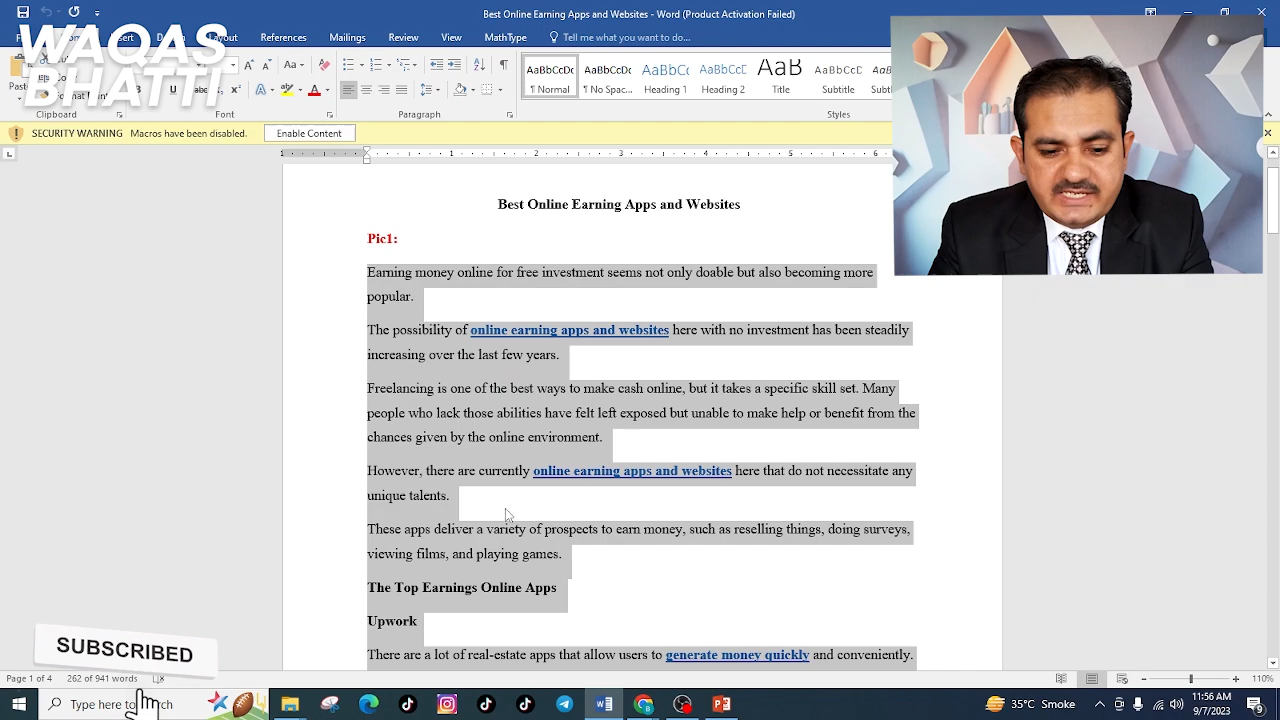 Best Online Earning Apps and Websites - Word (Product Activation Failed)
WAQAS
BHATTI
Mailings
Review
View
MathType
Tell me what you want to do...
AaBbCcDc AaBbCcDc AaBbCc AaBbCcD AaB AaBbCcD AaBbCcD
¶ Normal
¶ No Spac...
Heading 1
Heading 2
Title
Subtitle
Clipboard
Font
Paragraph
Styles
SECURITY WARNING Macros have been disabled.
Enable Content
1 1 2 3 4 5 6
Best Online Earning Apps and Websites
Pic1:
Earning money online for free investment seems not only doable but also becoming more
popular.
The possibility of online earning apps and websites here with no investment has been steadily
increasing over the last few years.
Freelancing is one of the best ways to make cash online, but it takes a specific skill set. Many
people who lack those abilities have felt left exposed but unable to make help or benefit from the
chances given by the online environment.
However, there are currently online earning apps and websites here that do not necessitate any
unique talents.
These apps deliver a variety of prospects to earn money, such as reselling things, doing surveys,
viewing films, and playing games.
The Top Earnings Online Apps
Upwork
There are a lot of real-estate apps that allow users to generate money quickly and conveniently.
SUBSCRIBED
Page 1 of 4
262 of 941 words
110%
Type here to
35°C Smoke
11:56 AM
9/7/2023